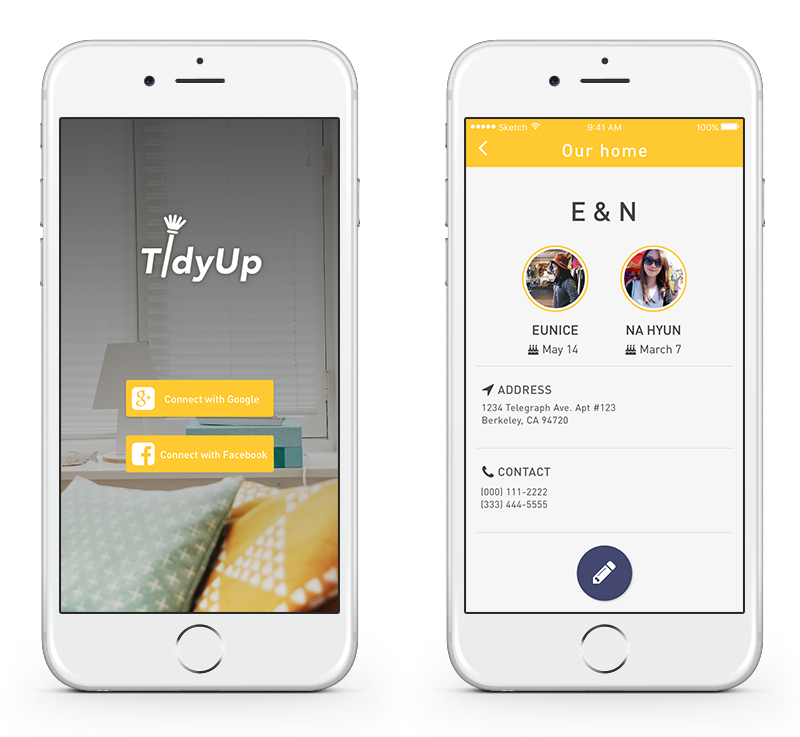 TidyUp
g+ Connect with Google
f Connect with Facebook
Sketch 9:41 AM 100%
Our home
E & N
EUNICE NA HYUN
May 14 March 7
ADDRESS
1234 Telegraph Ave. Apt #123
Berkeley, CA 94720
CONTACT
(000) 111-2222
(333) 444-5555